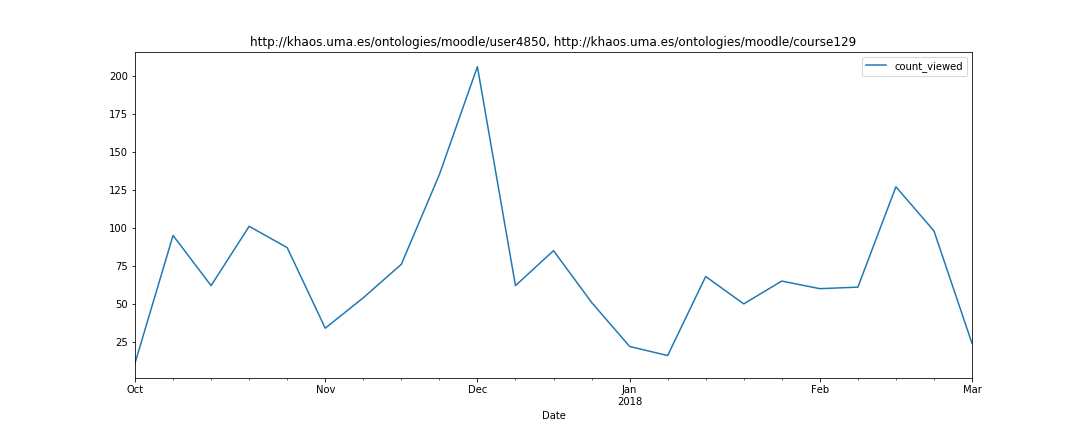 http://khaos.uma.es/ontologies/moodle/user4850, http://khaos.uma.es/ontologies/moodle/course129
count_viewed
200
175
150
125
100
75
50
25
Oct Nov Dec Jan Feb Mar
2018
Date